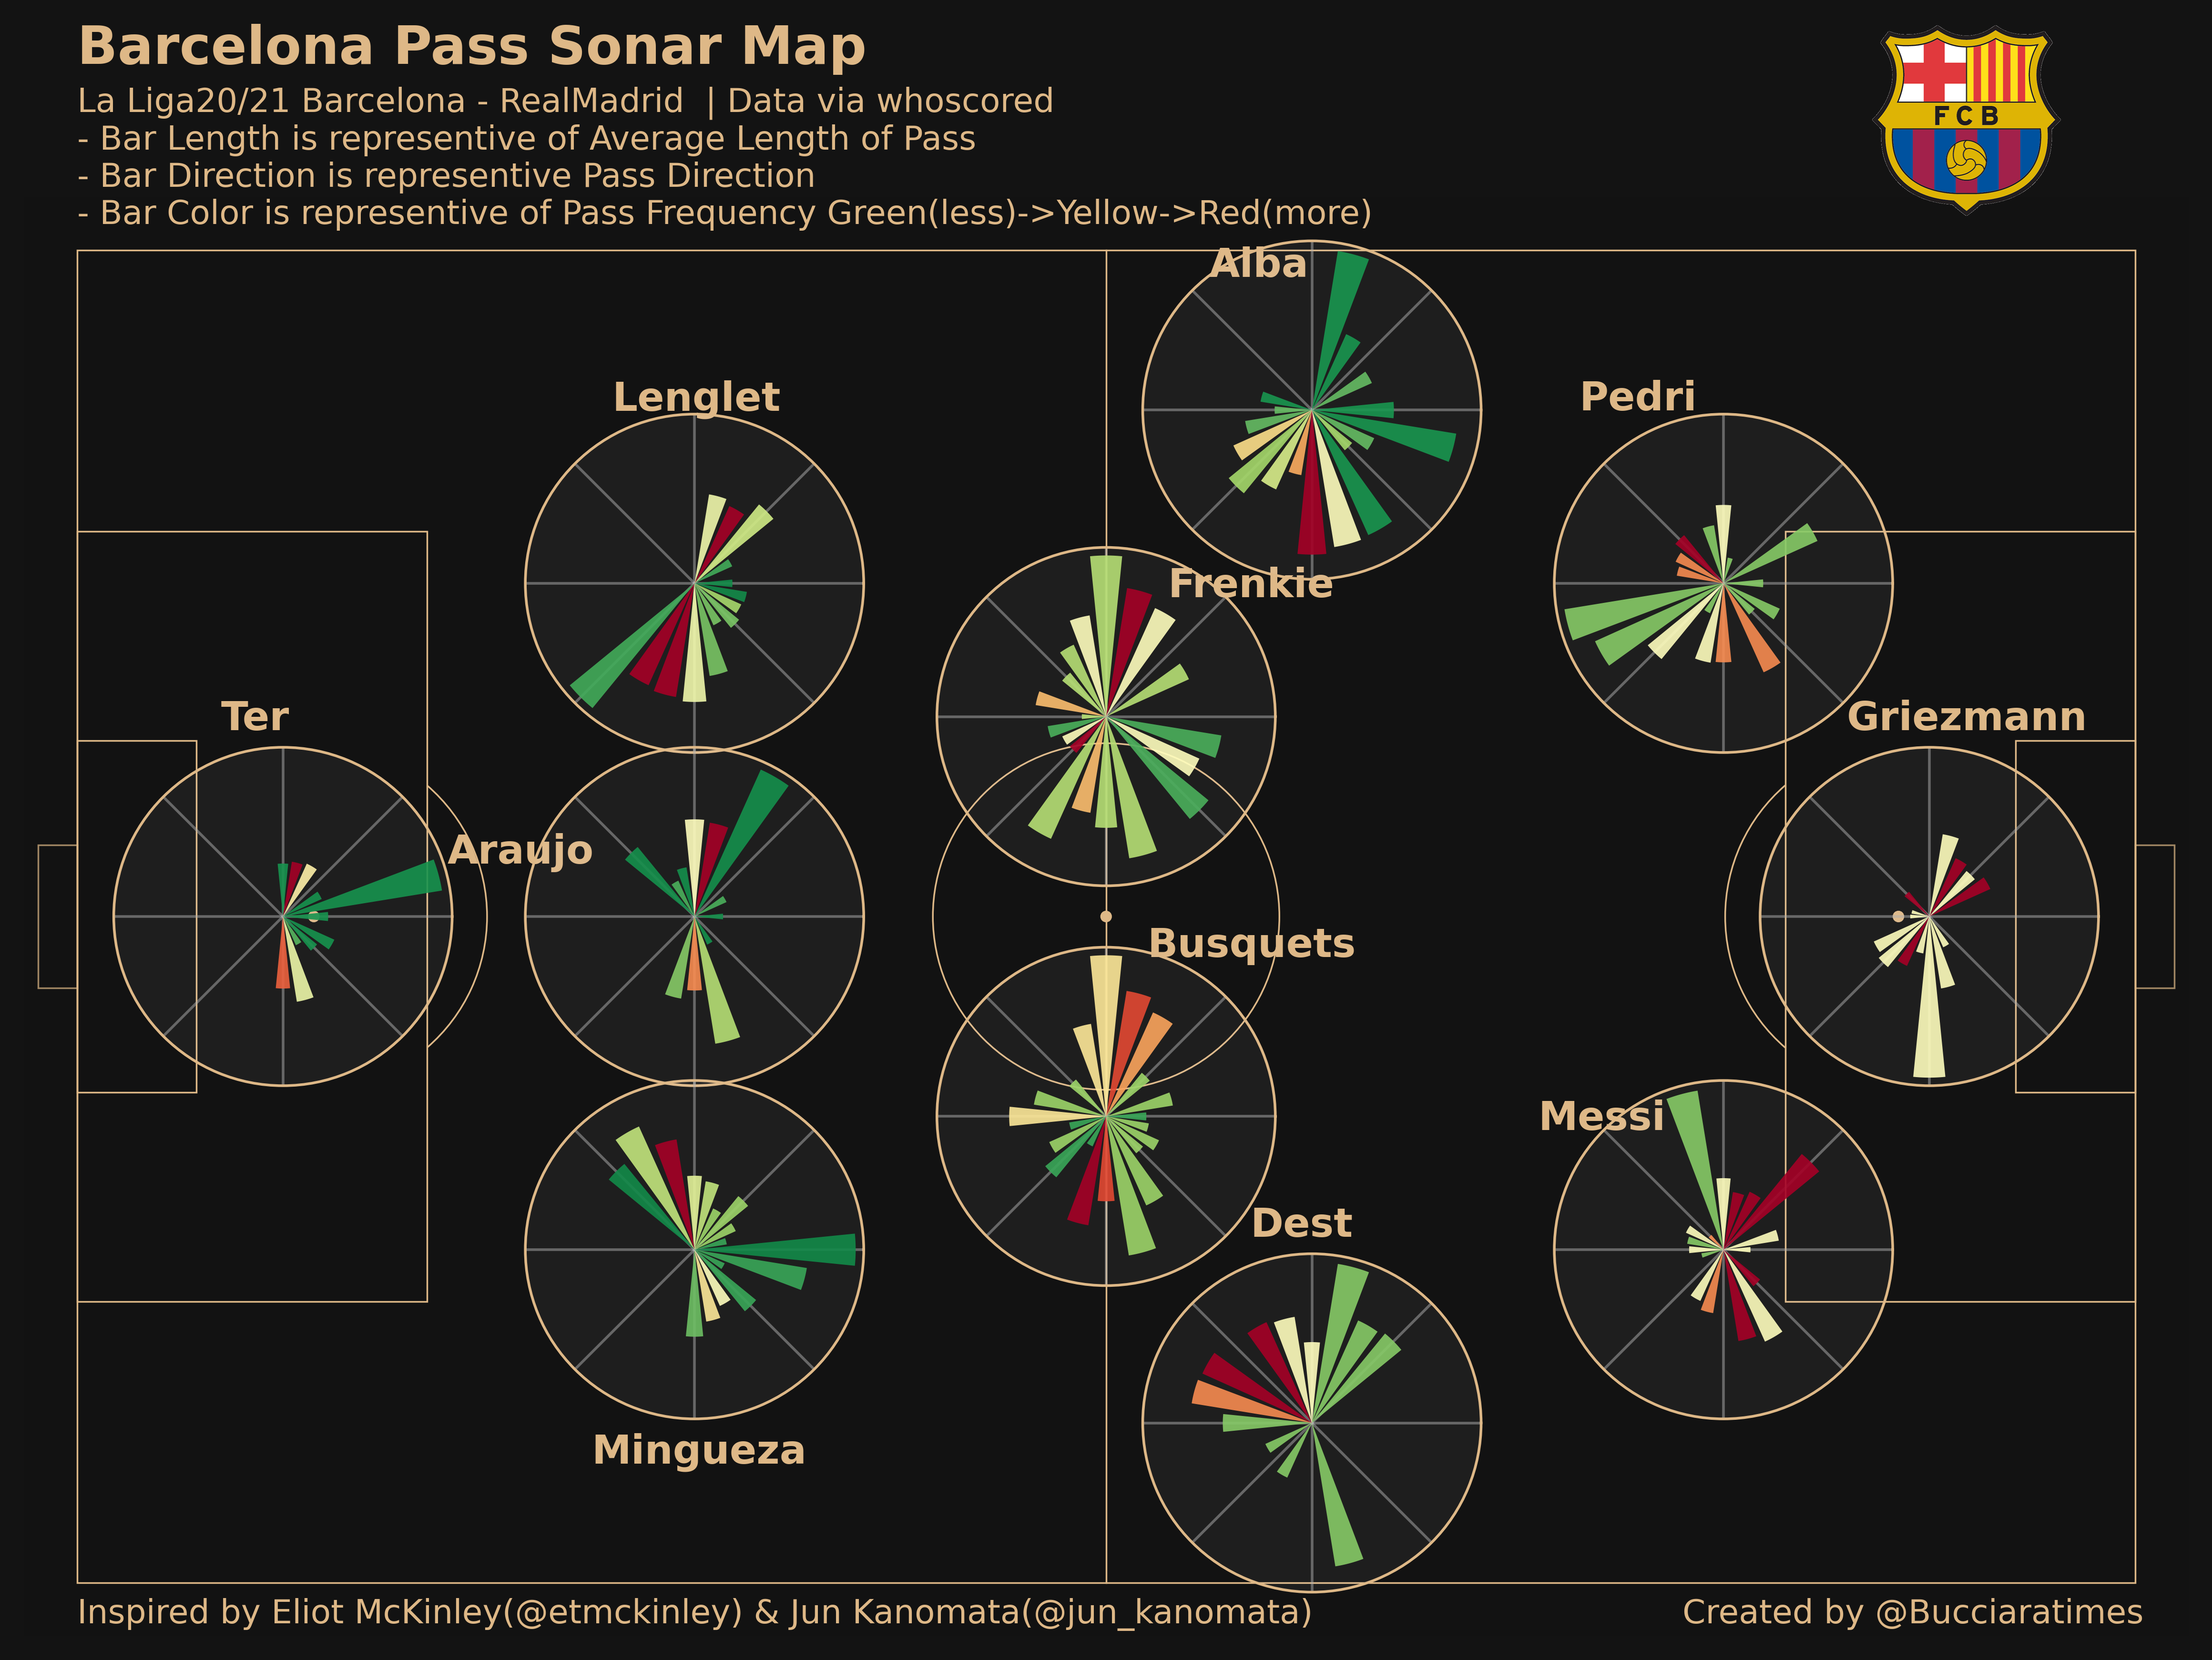 Barcelona Pass Sonar Map
La Liga20/21 Barcelona - RealMadrid | Data via whoscored
- Bar Length is representive of Average Length of Pass
- Bar Direction is representive Pass Direction
- Bar Color is representive of Pass Frequency Green(less)->Yellow->Red(more)
FCB
Alba
Lenglet
Pedri
Frenkie
Ter
Griezmann
Araujo
Busquets
Messi
Dest
Mingueza
Inspired by Eliot McKinley(@etmckinley) & Jun Kanomata(@jun_kanomata)
Created by @Bucciaratimes